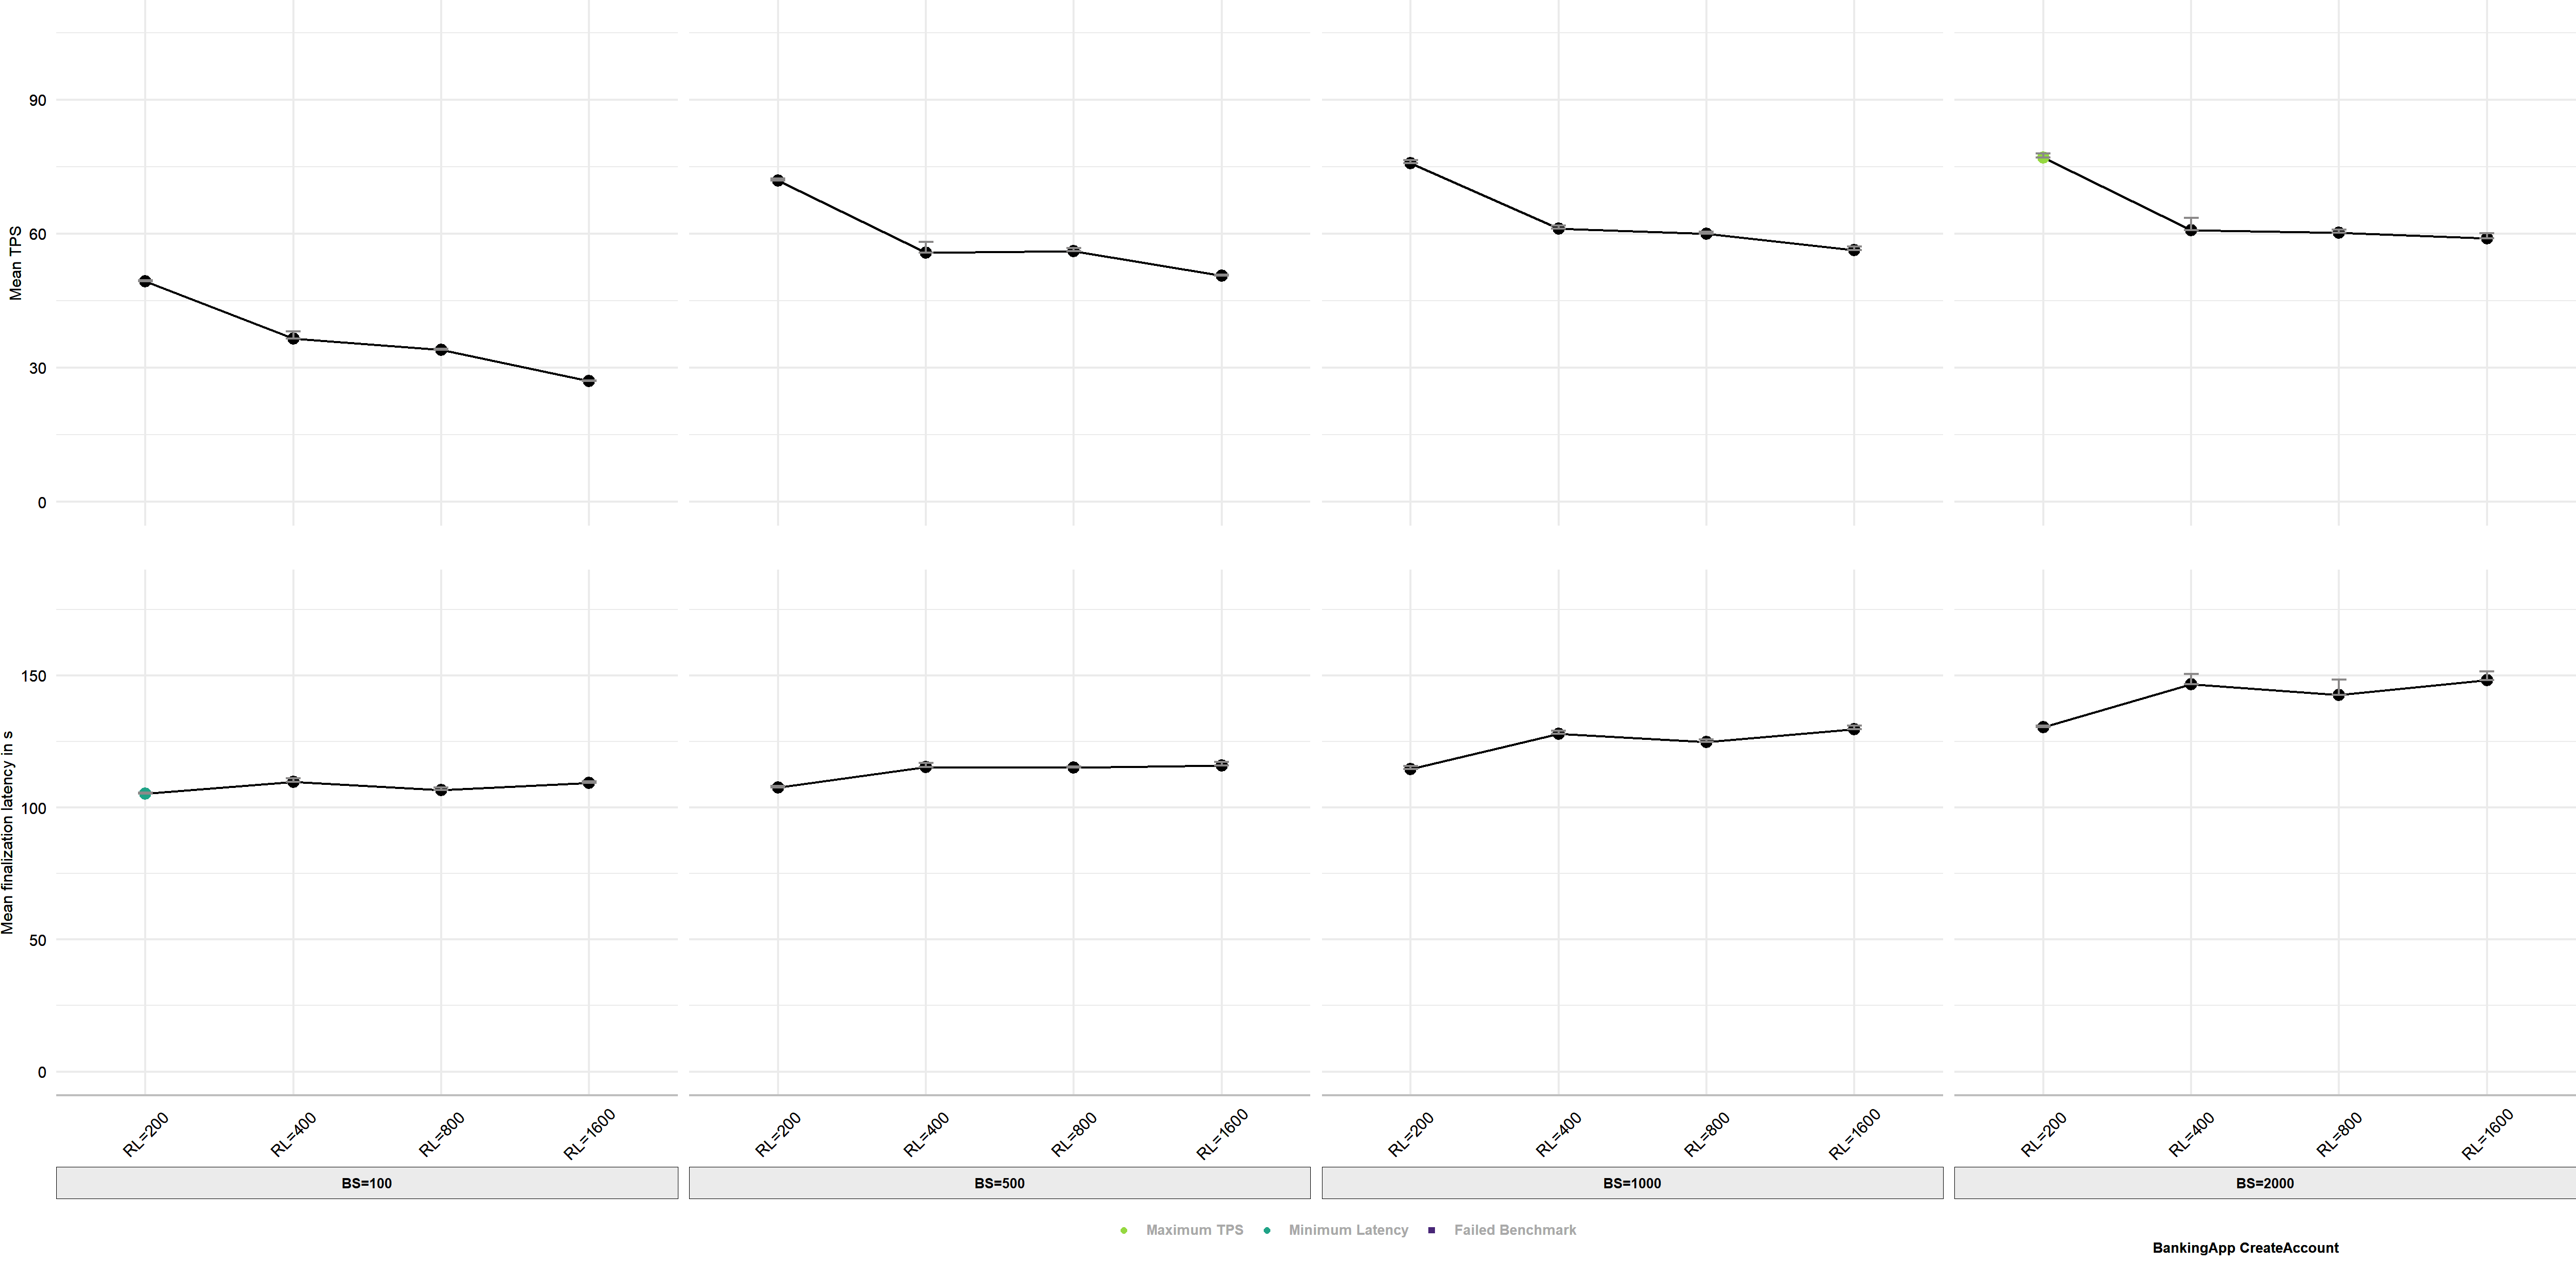 Mean TPS
90
60
30
0
Mean finalization latency in s
150
100
50
0
RL=200 RL=400 RL=800 RL=1600 RL=200 RL=400 RL=800 RL=1600 RL=200 RL=400 RL=800 RL=1600 RL=200 RL=400 RL=800 RL=1600
BS=100 BS=500 BS=1000 BS=2000
Maximum TPS Minimum Latency Failed Benchmark
BankingApp CreateAccount